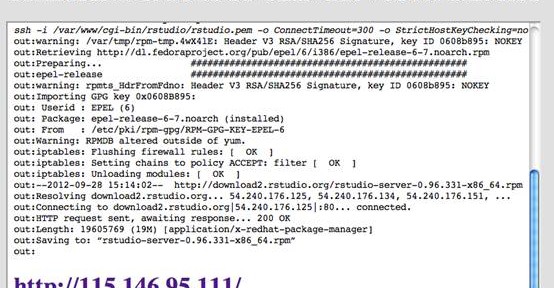 ssh -i /var/www/cgi-bin/rstudio/rstudio.pem -o ConnectTimeout=300 -o StrictHostKeyChecking=no
out:warning: /var/tmp/rpm-tmp.4wX41E: Header V3 RSA/SHA256 Signature, key ID 0608b895: NOKEY
out:Retrieving http://dl.fedoraproject.org/pub/epel/6/i386/epel-release-6-7.noarch.rpm
out:Preparing... ##################################################
out:epel-release ##################################################
out:warning: rpmts_HdrFromFdno: Header V3 RSA/SHA256 Signature, key ID 0608b895: NOKEY
out:Importing GPG key 0x0608B895:
out: Userid : EPEL (6)
out: Package: epel-release-6-7.noarch (installed)
out: From : /etc/pki/rpm-gpg/RPM-GPG-KEY-EPEL-6
out:Warning: RPMDB altered outside of yum.
out:iptables: Flushing firewall rules: [ OK ]
out:iptables: Setting chains to policy ACCEPT: filter [ OK ]
out:iptables: Unloading modules: [ OK ]
out:--2012-09-28 15:14:02-- http://download2.rstudio.org/rstudio-server-0.96.331-x86_64.rpm
out:Resolving download2.rstudio.org... 54.240.176.125, 54.240.176.134, 54.240.176.151, ...
out:Connecting to download2.rstudio.org|54.240.176.125|:80... connected.
out:HTTP request sent, awaiting response... 200 OK
out:Length: 19605769 (19M) [application/x-redhat-package-manager]
out:Saving to: “rstudio-server-0.96.331-x86_64.rpm”
out:
http://115.146.95.111/